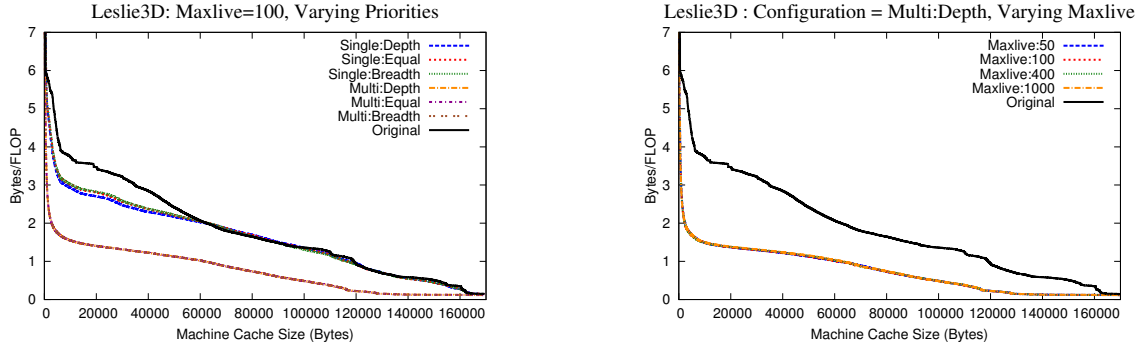 Leslie3D: Maxlive=100, Varying Priorities
7
6
5
4
3
2
1
0
Bytes/FLOP
Single:Depth
Single:Equal
Single:Breadth
Multi:Depth
Multi:Equal
Multi:Breadth
Original
0 20000 40000 60000 80000 100000 120000 140000 160000
Machine Cache Size (Bytes)
Leslie3D : Configuration = Multi:Depth, Varying Maxlive
7
6
5
4
3
2
1
0
Bytes/FLOP
Maxlive:50
Maxlive:100
Maxlive:400
Maxlive:1000
Original
0 20000 40000 60000 80000 100000 120000 140000 160000
Machine Cache Size (Bytes)